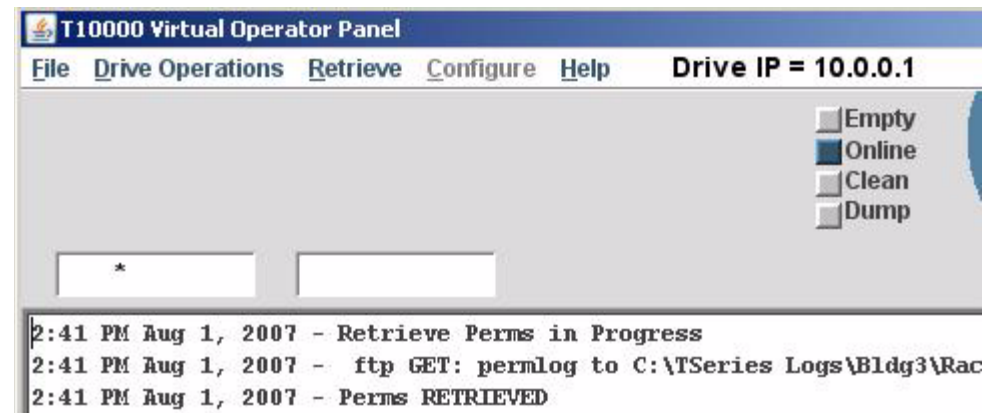 T10000 Virtual Operator Panel
File Drive Operations Retrieve Configure Help Drive IP = 10.0.0.1
Empty
Online
Clean
Dump
*
2:41 PM Aug 1, 2007 - Retrieve Perms in Progress
2:41 PM Aug 1, 2007 - ftp GET: permlog to C:\TSeries Logs\Bldg3\Rac
2:41 PM Aug 1, 2007 - Perms RETRIEVED